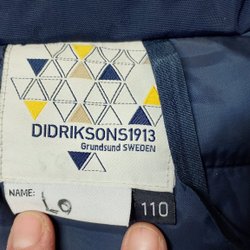 DIDRIKSONS1913
Grundsund SWEDEN
NAME:
110